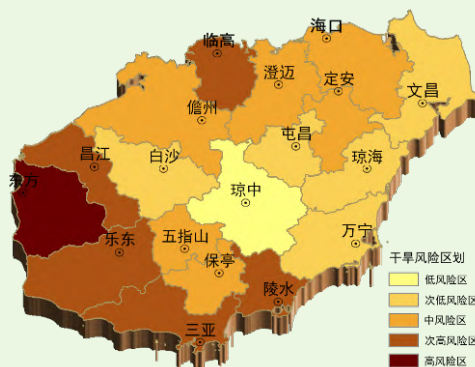 海口
临高
澄迈
定安
文昌
儋州
屯昌
昌江
白沙
琼海
东方
琼中
乐东
五指山
万宁
保亭
陵水
三亚
干旱风险区划
低风险区
次低风险区
中风险区
次高风险区
高风险区